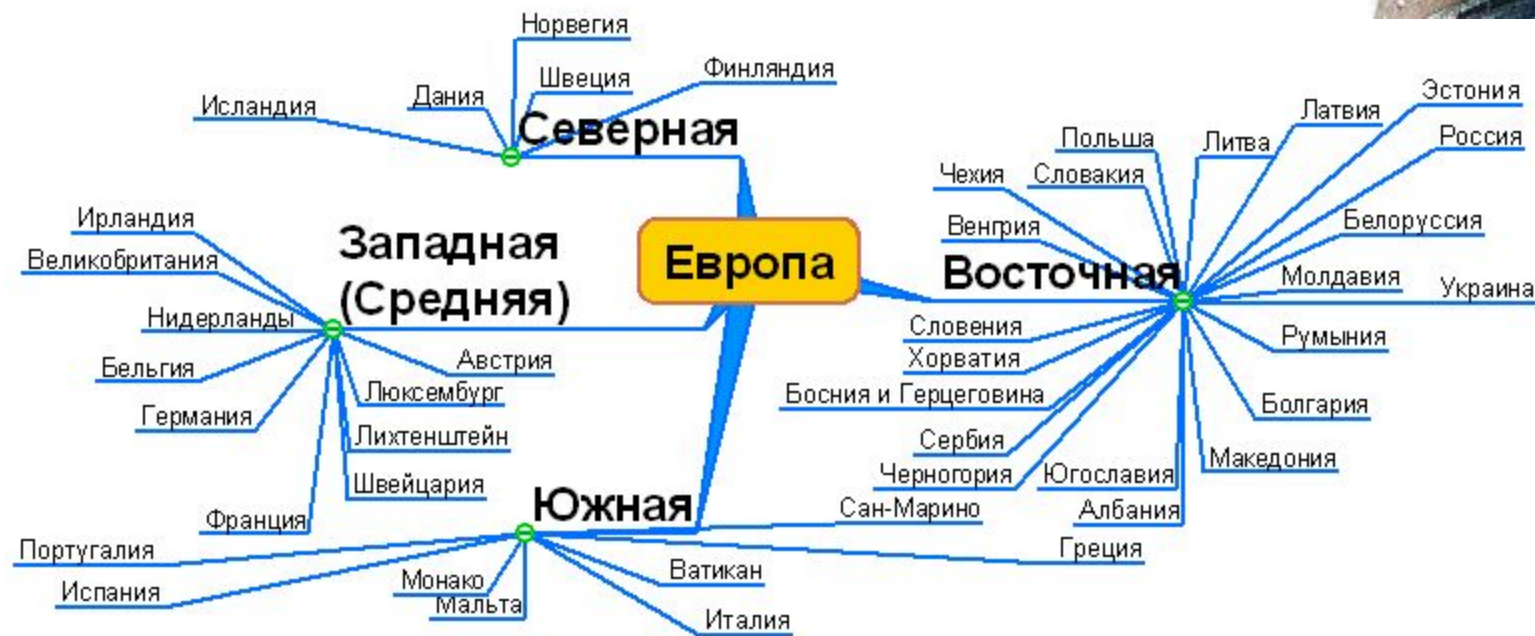 Европа
Северная
Исландия
Дания
Норвегия
Швеция
Финляндия
Западная
(Средняя)
Ирландия
Великобритания
Нидерланды
Бельгия
Германия
Франция
Швейцария
Лихтенштейн
Люксембург
Австрия
Южная
Португалия
Испания
Монако
Мальта
Италия
Ватикан
Греция
Сан-Марино
Восточная
Венгрия
Чехия
Словакия
Польша
Литва
Латвия
Эстония
Россия
Белоруссия
Молдавия
Украина
Румыния
Болгария
Македония
Албания
Югославия
Черногория
Сербия
Босния и Герцеговина
Хорватия
Словения